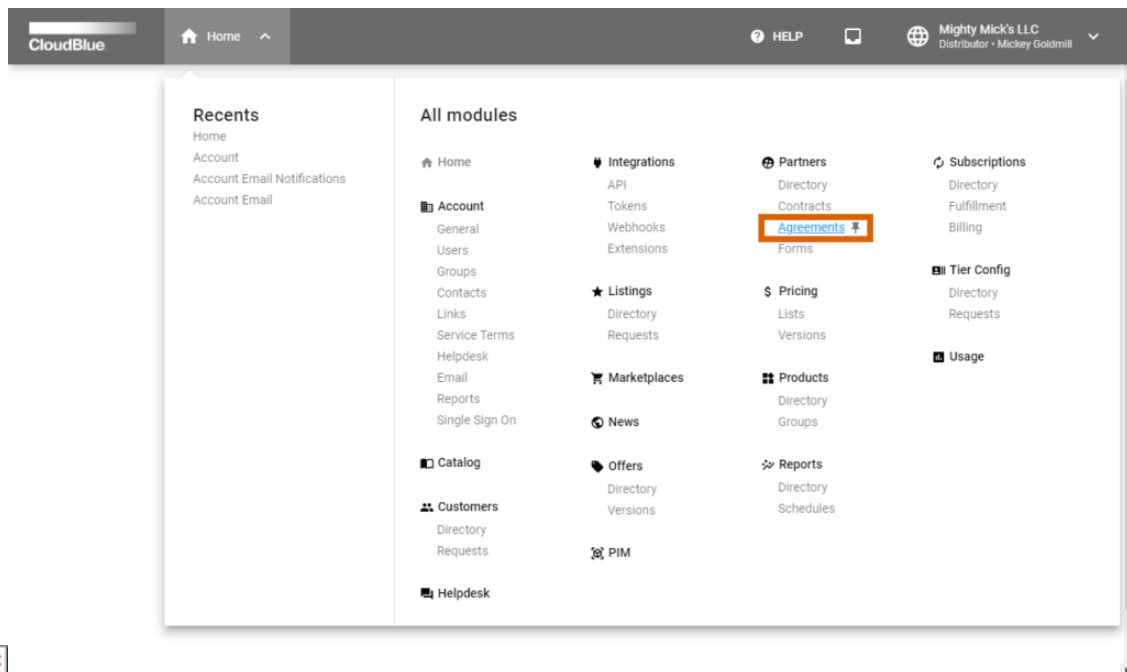 CloudBlue
Home
HELP
Mighty Mick's LLC
Distributor • Mickey Goldmill
Recents
Home
Account
Account Email Notifications
Account Email
All modules
Home
Account
General
Users
Groups
Contacts
Links
Service Terms
Helpdesk
Email
Reports
Single Sign On
Catalog
Customers
Directory
Requests
Helpdesk
Integrations
API
Tokens
Webhooks
Extensions
Listings
Directory
Requests
Marketplaces
News
Offers
Directory
Versions
PIM
Partners
Directory
Contracts
Agreements
Forms
Pricing
Lists
Versions
Products
Directory
Groups
Reports
Directory
Schedules
Subscriptions
Directory
Fulfillment
Billing
Tier Config
Directory
Requests
Usage